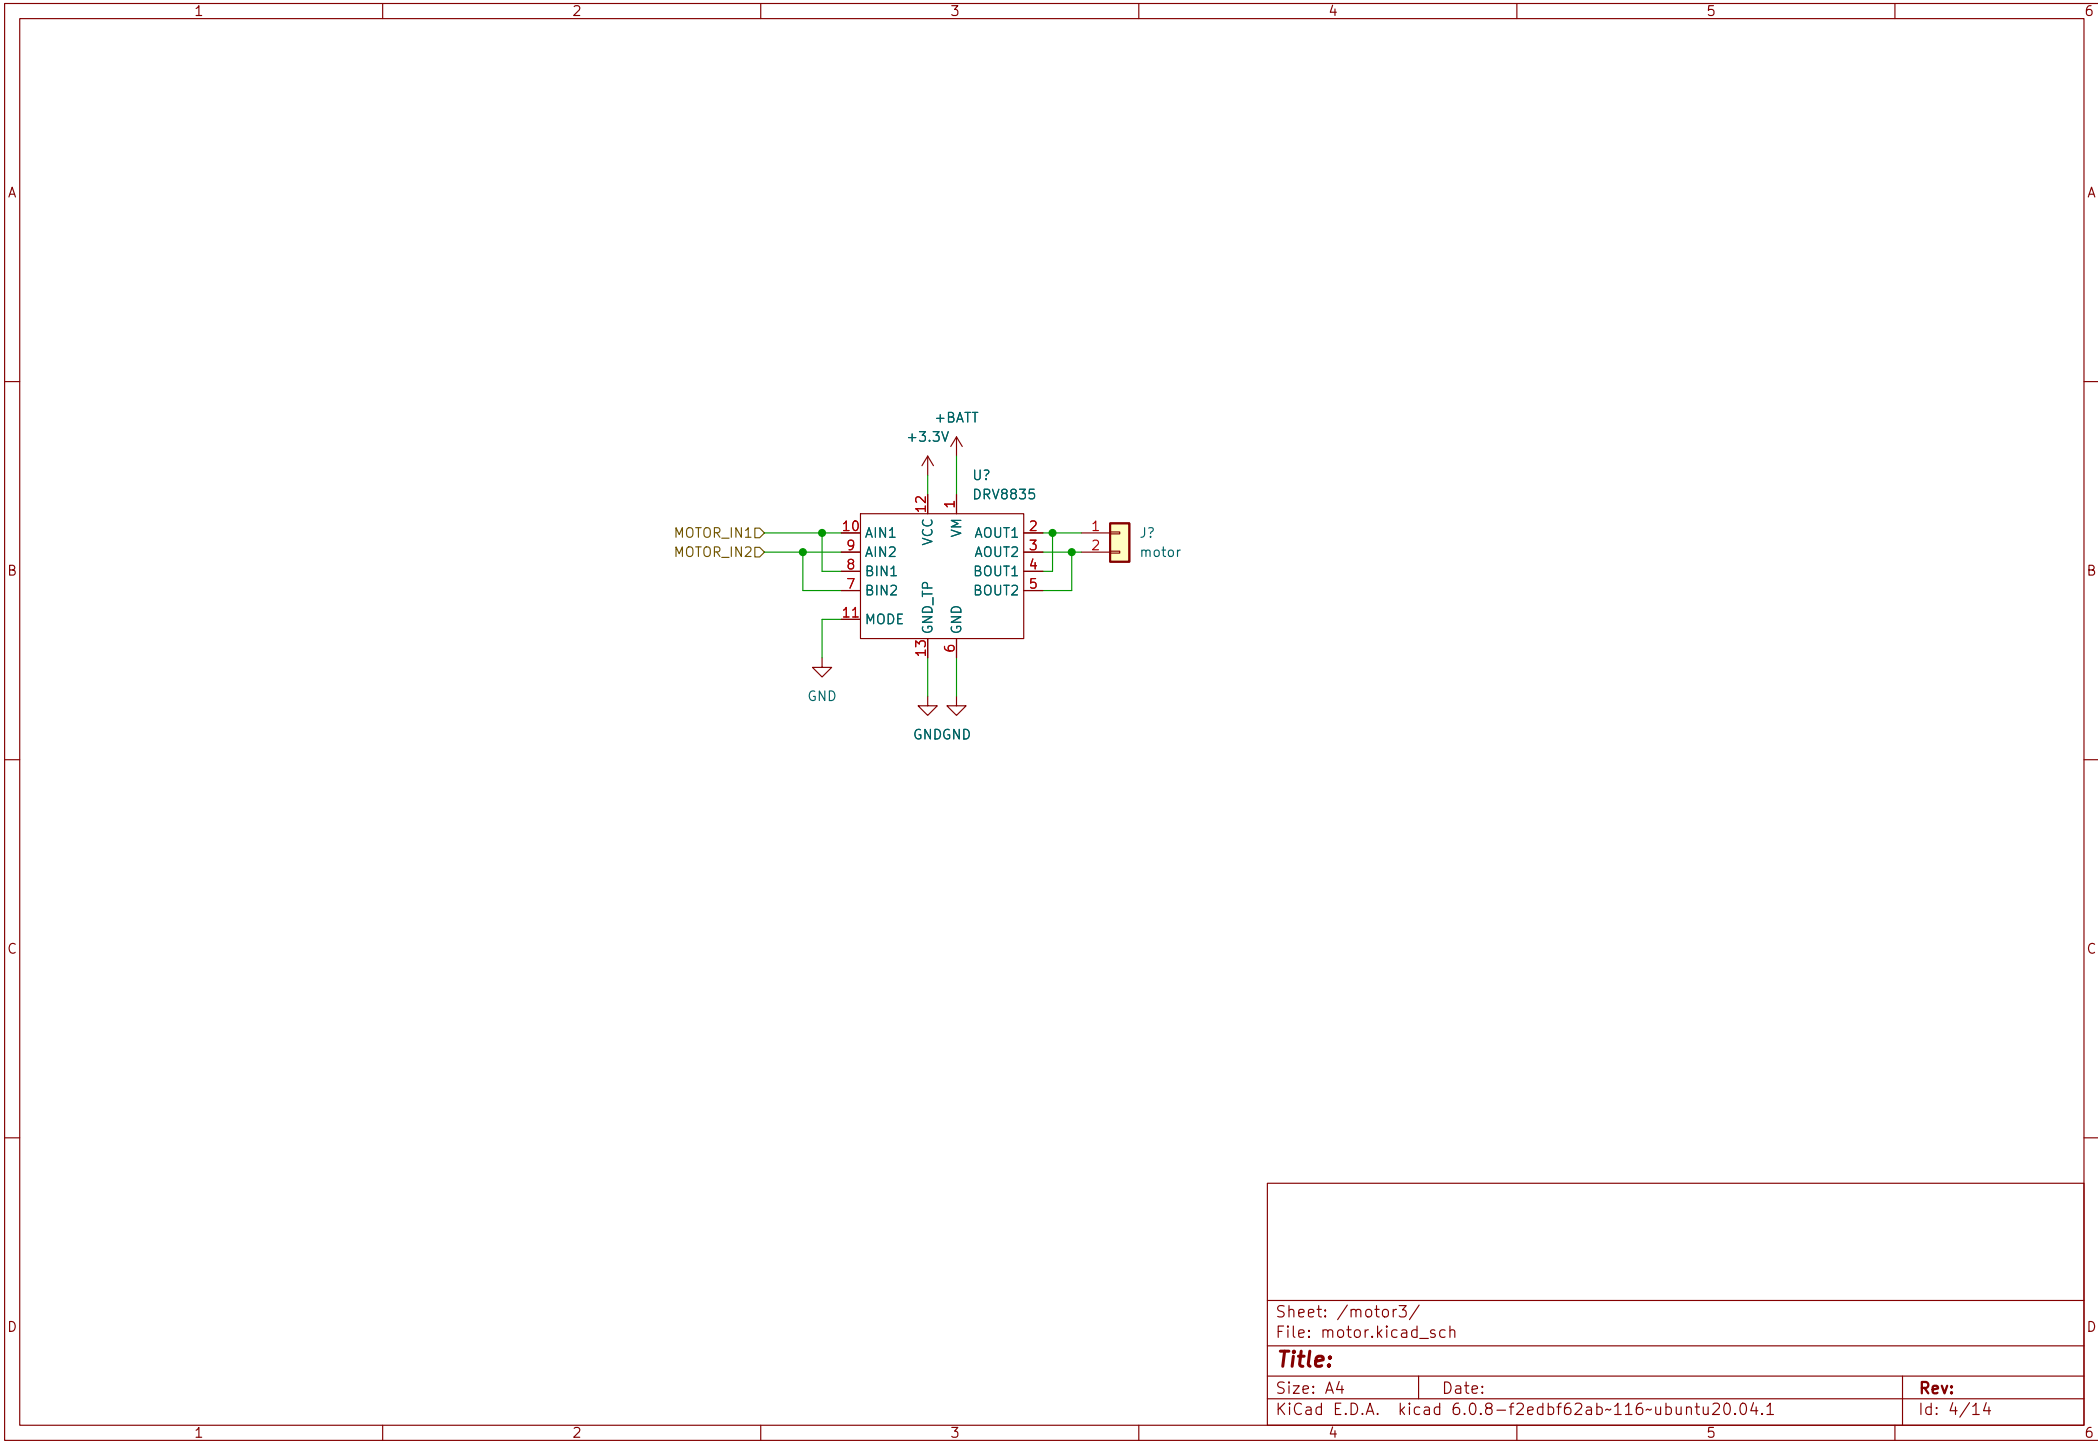 1 2 3 4 5 6
A A
+BATT
+3.3V
U?
DRV8835
12 1
MOTOR_IN1 10 AIN1 VCC VM AOUT1 2 1 J?
MOTOR_IN2 9 AIN2 AOUT2 3 2 motor
B 8 BIN1 BOUT1 4 B
7 BIN2 BOUT2 5
11 MODE GND_TP GND
13 6
GND
GND GND
C C
Sheet: /motor3/
D File: motor.kicad_sch D
Title:
Size: A4 Date: Rev:
KiCad E.D.A. kicad 6.0.8-f2edbf62ab~116~ubuntu20.04.1 Id: 4/14
1 2 3 4 5 6